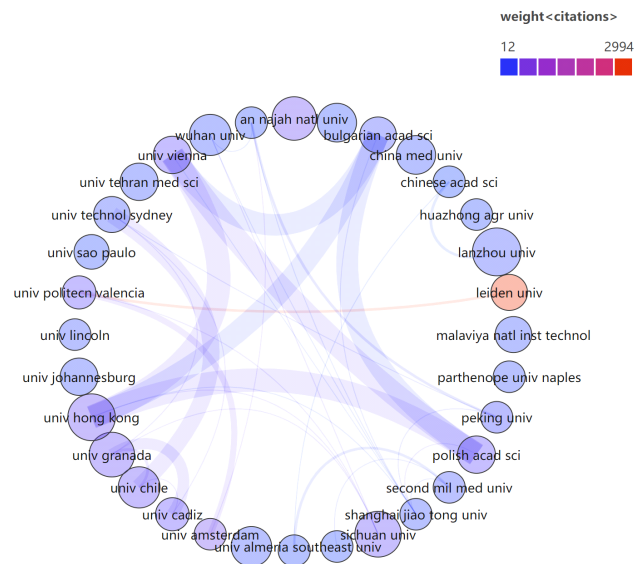 weight<citations>
12 2994
an najah natl univ
wuhan univ
bulgarian acad sci
univ vienna
china med univ
univ tehran med sci
chinese acad sci
univ technol sydney
huazhong agr univ
univ sao paulo
lanzhou univ
univ politecn valencia
leiden univ
univ lincoln
malaviya natl inst technol
univ johannesburg
parthenope univ naples
univ hong kong
peking univ
univ granada
polish acad sci
univ chile
second mil med univ
univ cadiz
shanghai jiao tong univ
univ amsterdam
sichuan univ
univ almeria
southeast univ